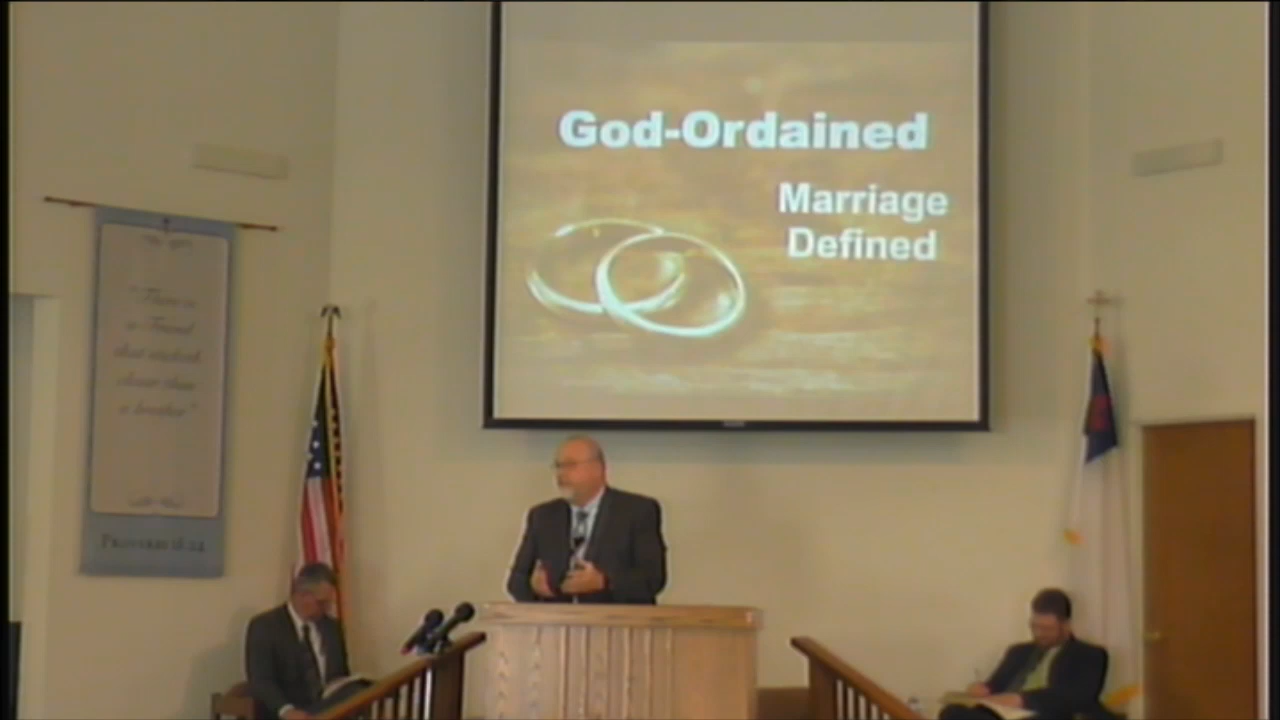 God-Ordained
Marriage
Defined
"There is
a Friend
that sticketh
closer than
a brother"
Proverbs 18:24